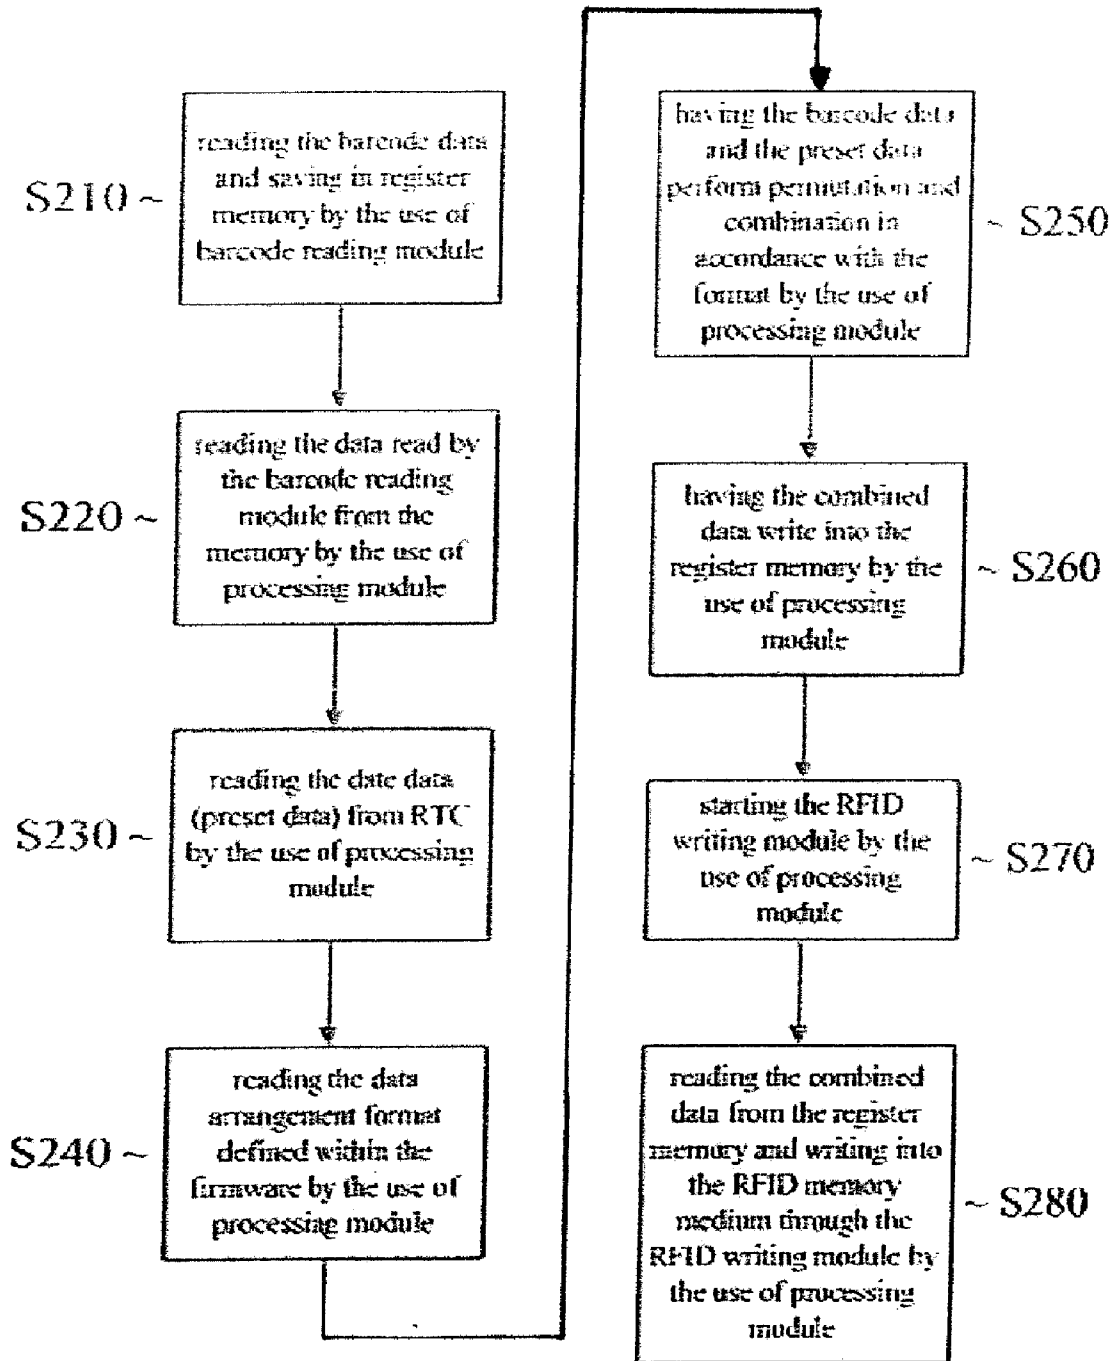 S210 ~
reading the barcode data
and saving in register
memory by the use of
barcode reading module
S220 ~
reading the data read by
the barcode reading
module from the
memory by the use of
processing module
S230 ~
reading the date data
(preset data) from RTC
by the use of processing
module
S240 ~
reading the data
arrangement format
defined within the
firmware by the use of
processing module
having the barcode data
and the preset data
perform permutation and
combination in
accordance with the
format by the use of
processing module
~ S250
having the combined
data write into the
register memory by the
use of processing
module
~ S260
starting the RFID
writing module by the
use of processing
module
~ S270
reading the combined
data from the register
memory and writing into
the RFID memory
medium through the
RFID writing module by
the use of processing
module
~ S280